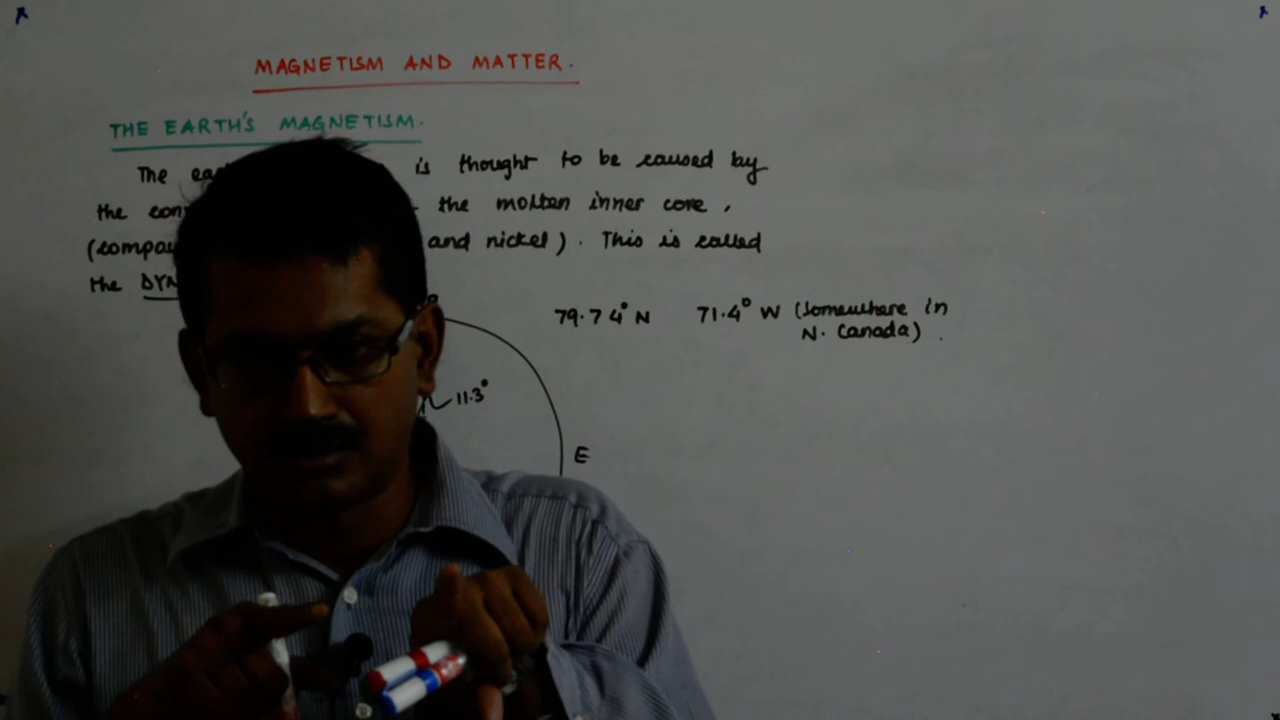 MAGNETISM AND MATTER.
THE EARTH'S MAGNETISM.
The is thought to be caused by
the the molten inner core,
and nickel). This is called
the
79.74° N 71.4° W (Somewhere in
N. Canada).
11.3°
E